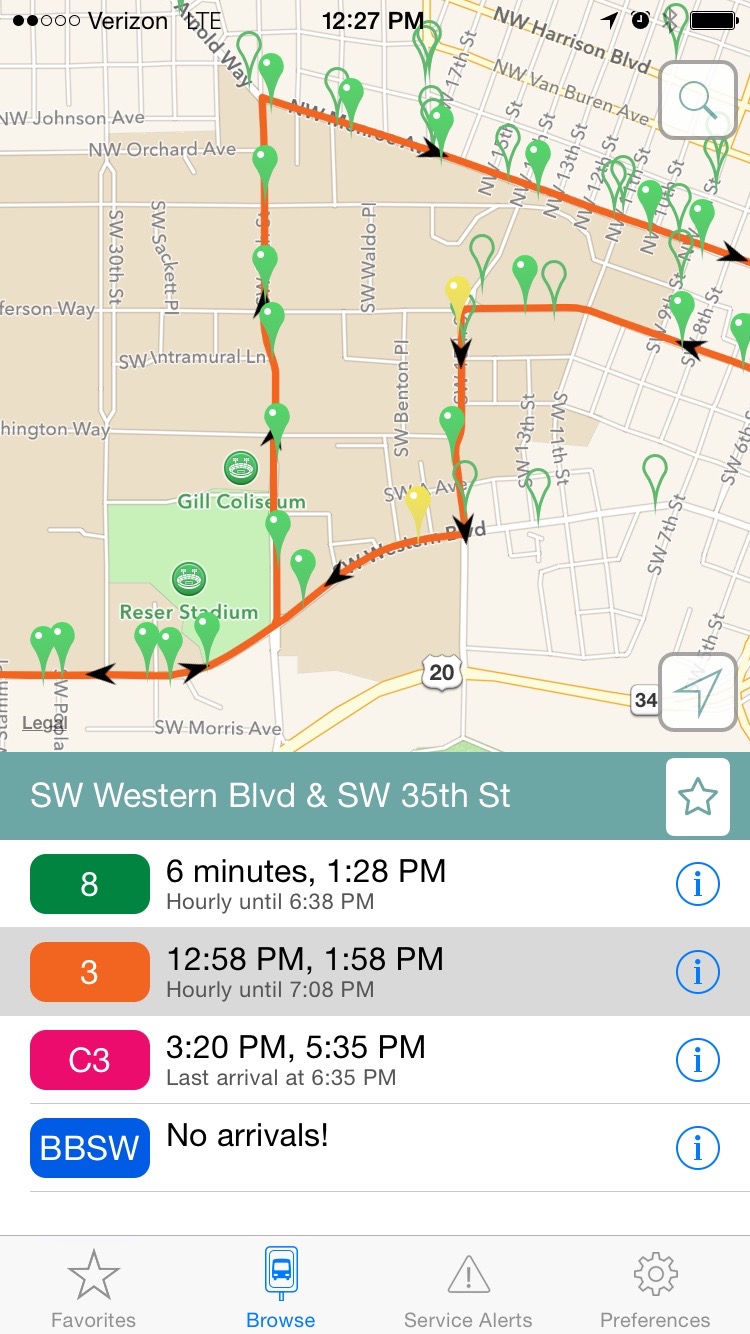 Verizon LTE 12:27 PM
Arnold Way
NW Harrison Blvd
NW 17th St
NW Van Buren Ave
NW Johnson Ave
NW Monroe
NW Orchard Ave
NW 15th St
NW 13th St
NW 12th St
NW 11th St
NW 10th St
SW 30th St
SW Sackett Pl
SW Waldo Pl
ferson Way
SW 9th St
SW 8th St
SW Intramural Ln
SW Benton Pl
SW 13th St
SW 11th St
hington Way
SW 6th
SW A Ave
Gill Coliseum
SW Western Blvd
SW 7th St
Reser Stadium
20
34
5th St
Legal
SW Morris Ave
SW Western Blvd & SW 35th St
8
6 minutes, 1:28 PM
Hourly until 6:38 PM
3
12:58 PM, 1:58 PM
Hourly until 7:08 PM
C3
3:20 PM, 5:35 PM
Last arrival at 6:35 PM
BBSW
No arrivals!
Favorites
Browse
Service Alerts
Preferences